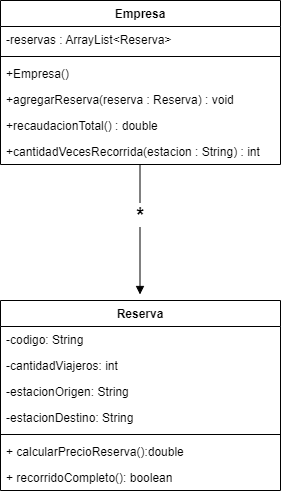 Empresa
-reservas : ArrayList<Reserva>
+Empresa()
+agregarReserva(reserva : Reserva) : void
+recaudacionTotal() : double
+cantidadVecesRecorrida(estacion : String) : int
*
Reserva
-codigo: String
-cantidadViajeros: int
-estacionOrigen: String
-estacionDestino: String
+ calcularPrecioReserva():double
+ recorridoCompleto(): boolean